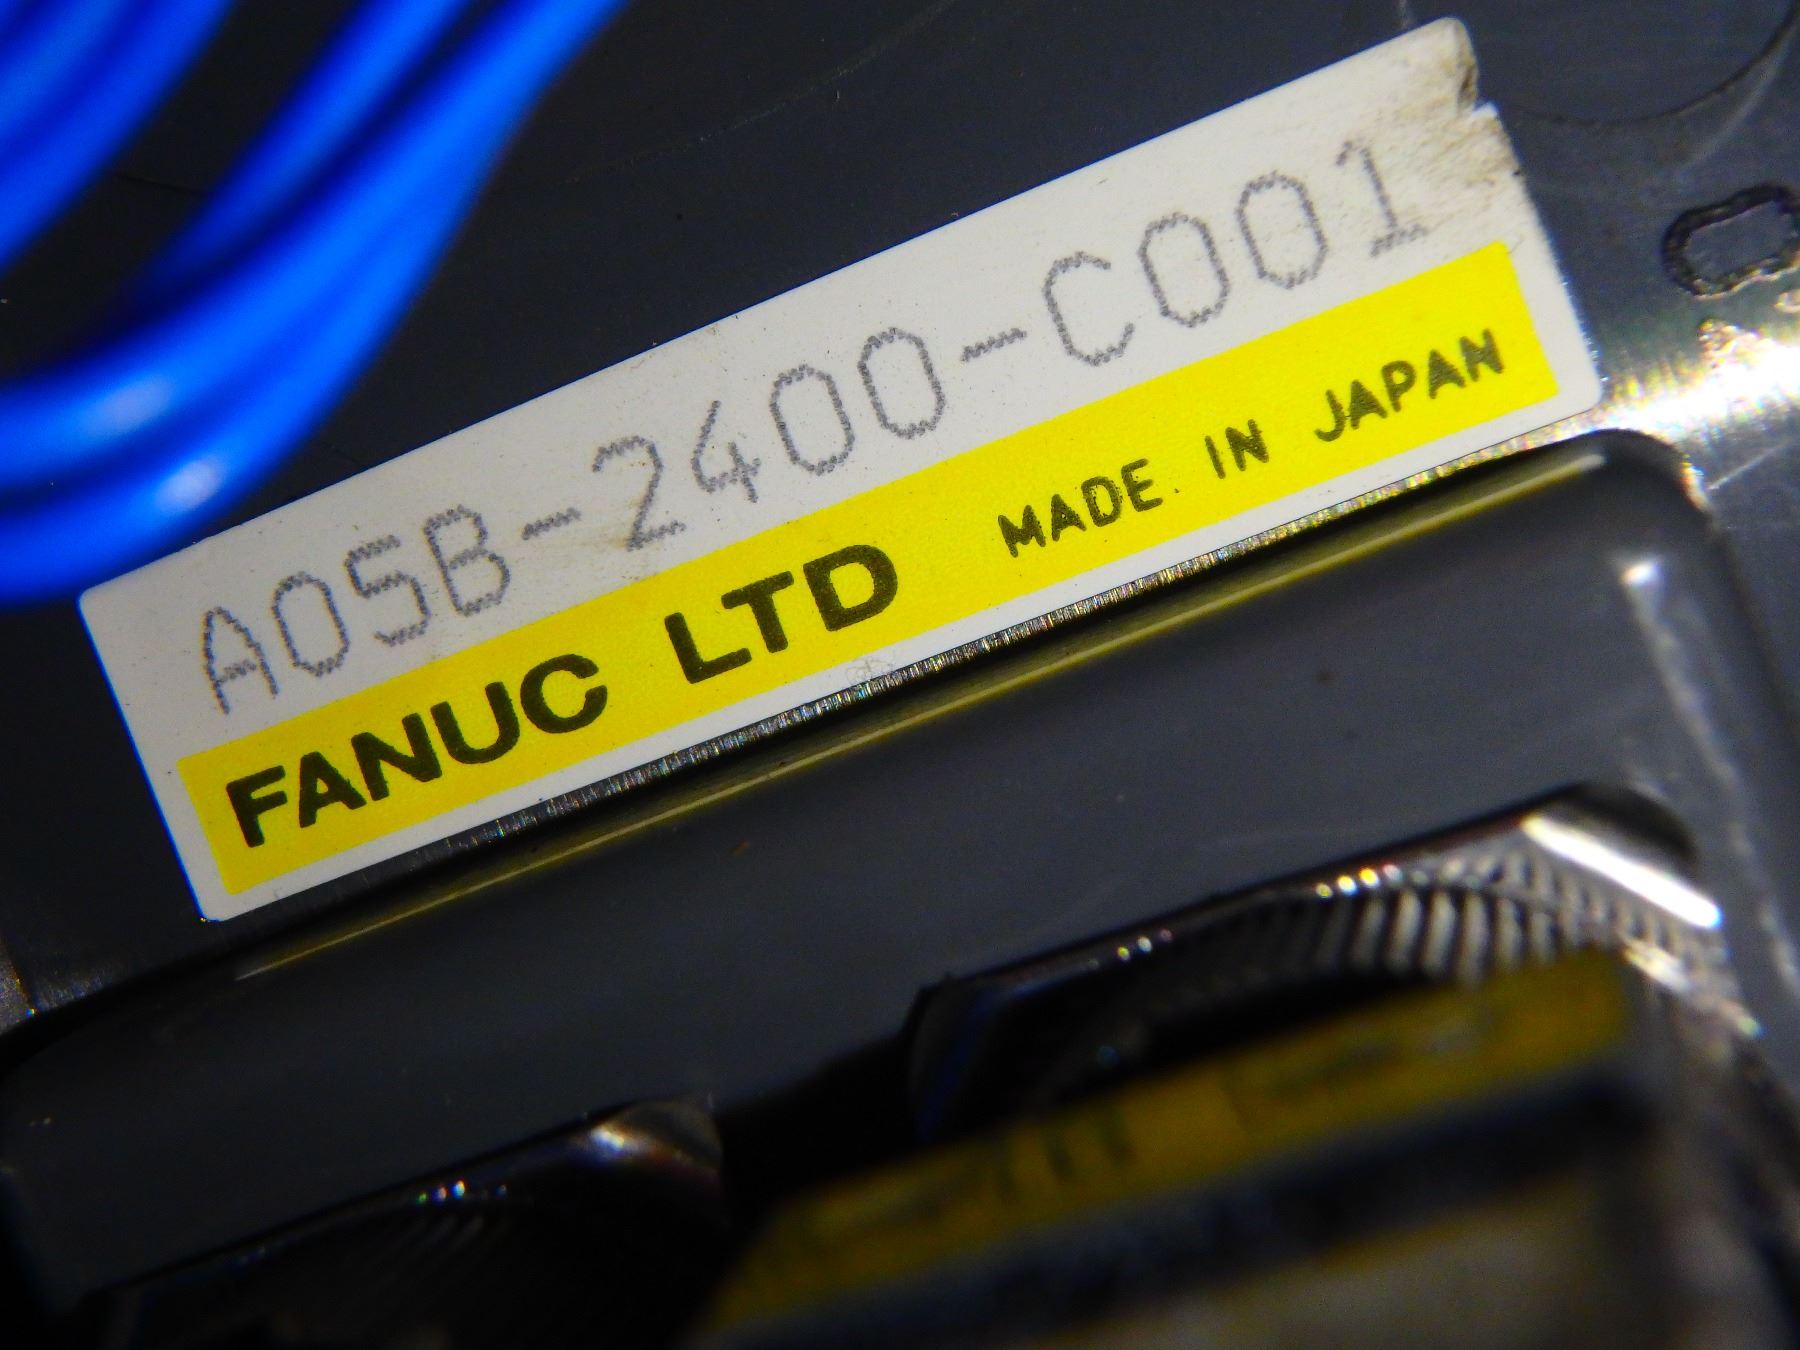 A05B-2400-C001
FANUC LTD MADE IN JAPAN